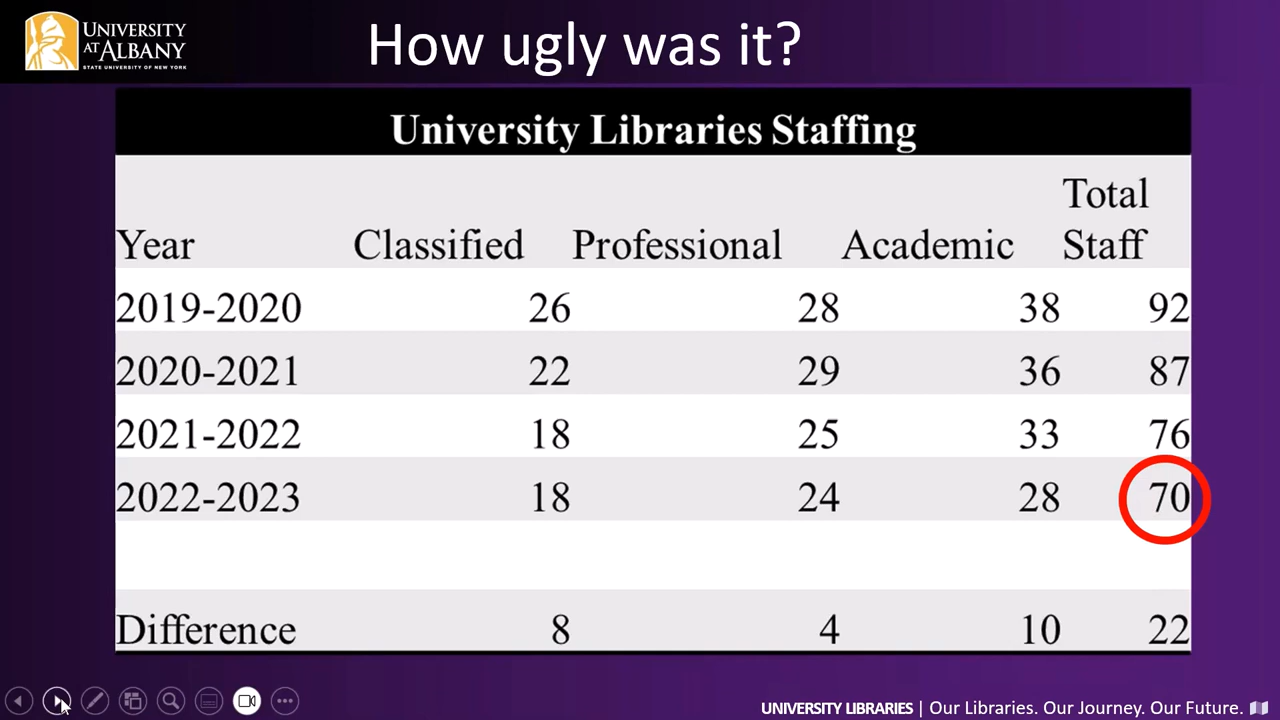 UNIVERSITY
AT ALBANY
STATE UNIVERSITY OF NEW YORK
How ugly was it?
University Libraries Staffing
Year Classified Professional Academic Total Staff
2019-2020 26 28 38 92
2020-2021 22 29 36 87
2021-2022 18 25 33 76
2022-2023 18 24 28 70
Difference 8 4 10 22
UNIVERSITY LIBRARIES | Our Libraries. Our Journey. Our Future.